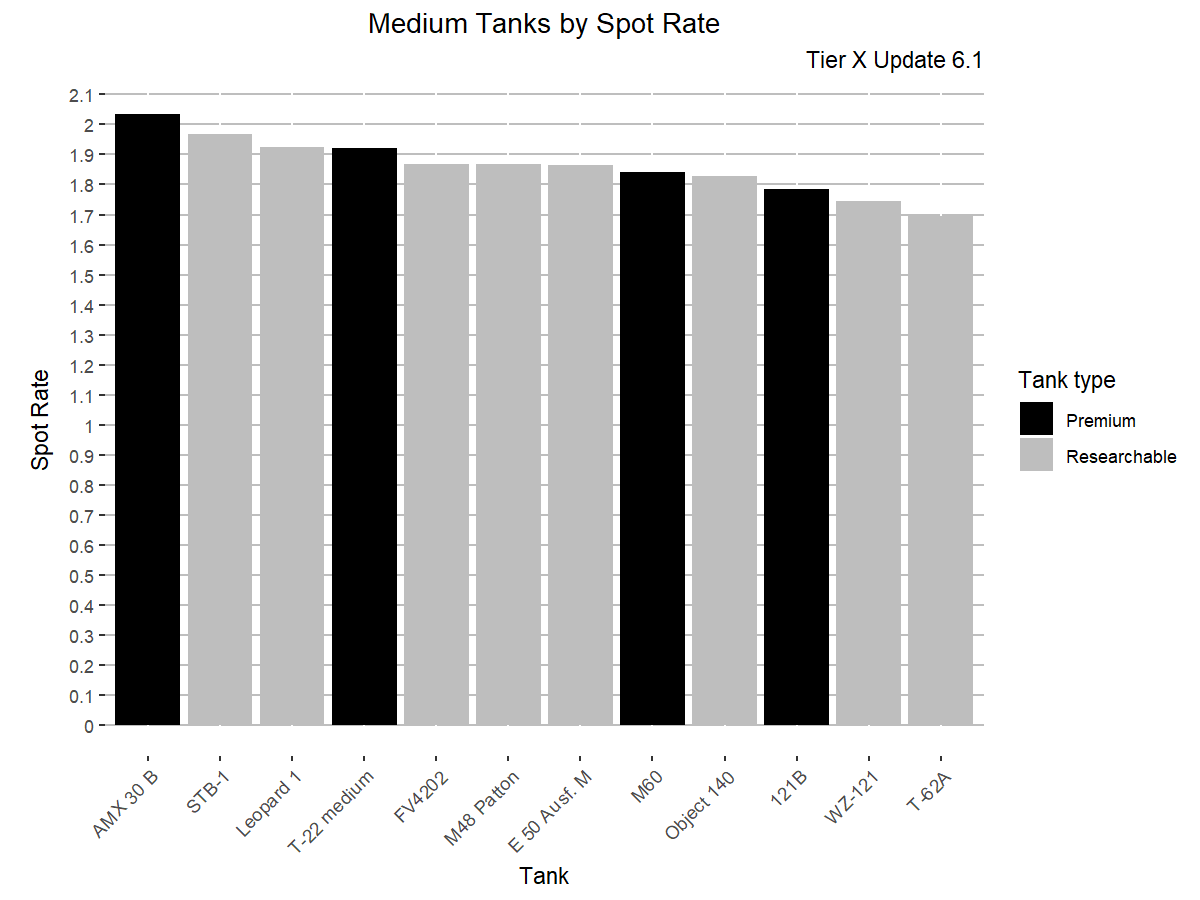 Medium Tanks by Spot Rate
Tier X Update 6.1
2.1
2
1.9
1.8
1.7
1.6
1.5
1.4
1.3
1.2
1.1
1
0.9
0.8
0.7
0.6
0.5
0.4
0.3
0.2
0.1
0
Spot Rate
AMX 30 B
STB-1
Leopard 1
T-22 medium
FV4202
M48 Patton
E 50 Ausf. M
M60
Object 140
121B
WZ-121
T-62A
Tank
Tank type
Premium
Researchable